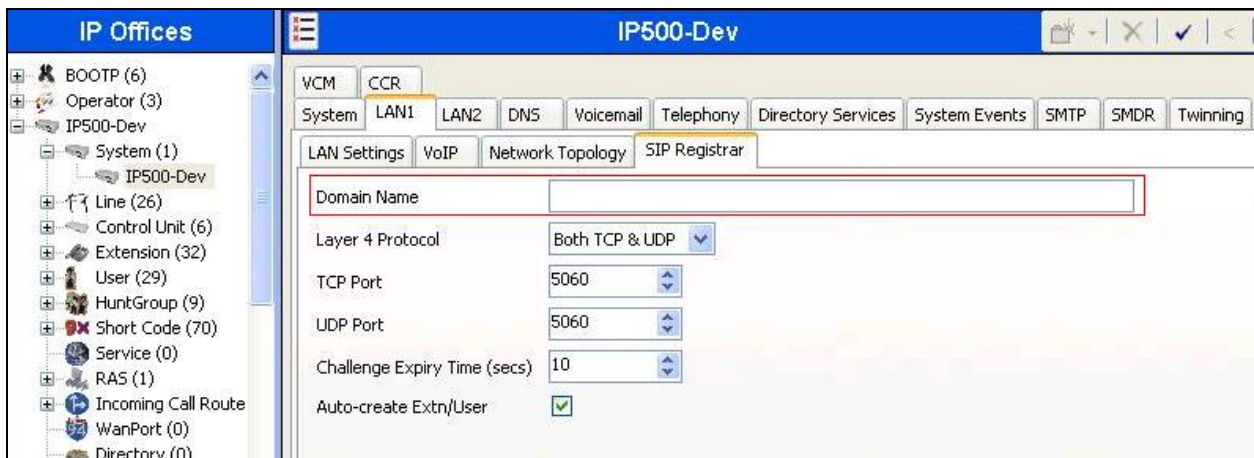 IP Offices
BOOTP (6)
Operator (3)
IP500-Dev
System (1)
IP500-Dev
Line (26)
Control Unit (6)
Extension (32)
User (29)
HuntGroup (9)
Short Code (70)
Service (0)
RAS (1)
Incoming Call Route
WanPort (0)
Directory (0)
IP500-Dev
VCM CCR
System LAN1 LAN2 DNS Voicemail Telephony Directory Services System Events SMTP SMDR Twinning
LAN Settings VoIP Network Topology SIP Registrar
Domain Name
Layer 4 Protocol Both TCP & UDP
TCP Port 5060
UDP Port 5060
Challenge Expiry Time (secs) 10
Auto-create Extn/User